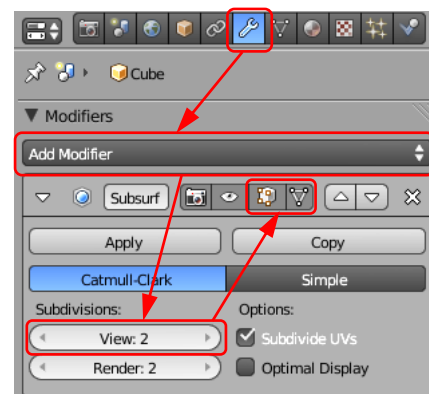 Cube
Modifiers
Add Modifier
Subsurf
Apply Copy
Catmull-Clark Simple
Subdivisions: Options:
View: 2 Subdivide UVs
Render: 2 Optimal Display